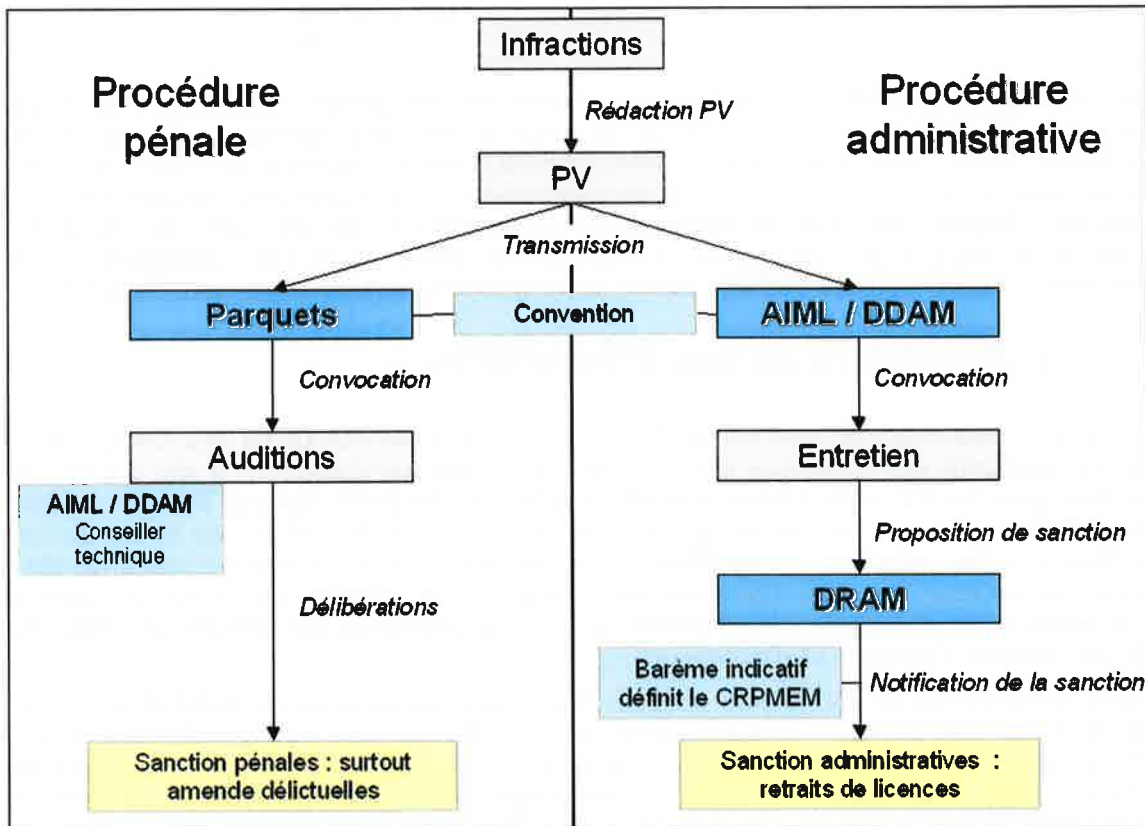 Infractions
Procédure
pénale
Procédure
administrative
Rédaction PV
PV
Transmission
Parquets
Convention
AIML / DDAM
Convocation
Convocation
Auditions
Entretien
AIML / DDAM
Conseiller
technique
Proposition de sanction
Délibérations
DRAM
Barème indicatif
définit le CRPMEM
Notification de la sanction
Sanction pénales : surtout
amende délictuelles
Sanction administratives :
retraits de licences